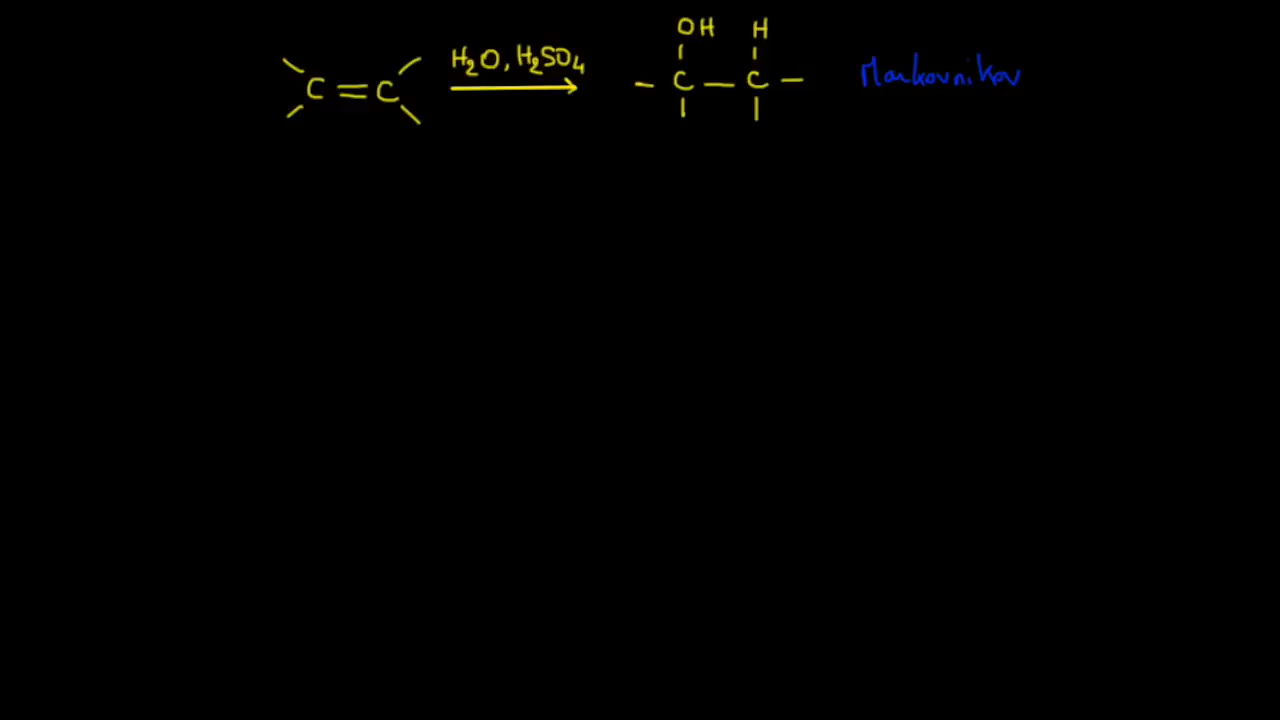 OH H
C=C H₂O, H₂SO₄ → -C-C- Markovnikov